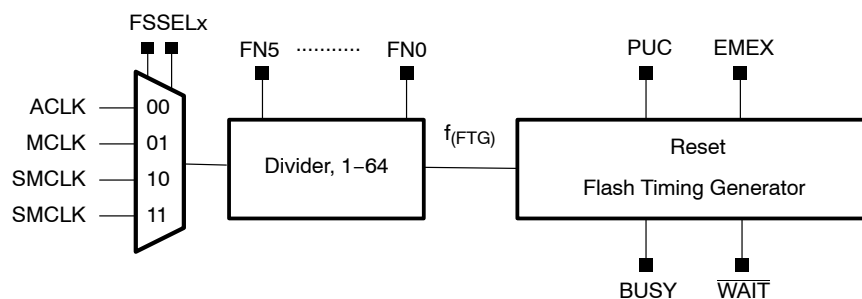 FSSELx
FN5 ........... FN0
PUC EMEX
ACLK 00
MCLK 01
SMCLK 10
SMCLK 11
Divider, 1–64
f(FTG)
Reset
Flash Timing Generator
BUSY WAIT